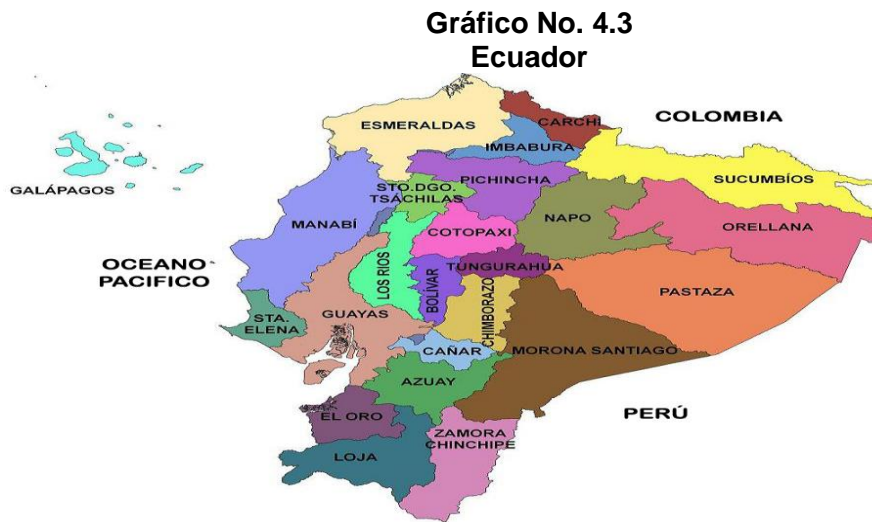 Gráfico No. 4.3
Ecuador
COLOMBIA
CARCHI
ESMERALDAS
IMBABURA
PICHINCHA
SUCUMBÍOS
GALÁPAGOS
STO.DGO.
TSÁCHILAS
NAPO
MANABÍ
ORELLANA
COTOPAXI
OCEANO
PACIFICO
TUNGURAHUA
LOS RIOS
BOLÍVAR
CHIMBORAZO
PASTAZA
STA.
ELENA
GUAYAS
CAÑAR
MORONA SANTIAGO
AZUAY
PERÚ
EL ORO
ZAMORA
CHINCHIPE
LOJA